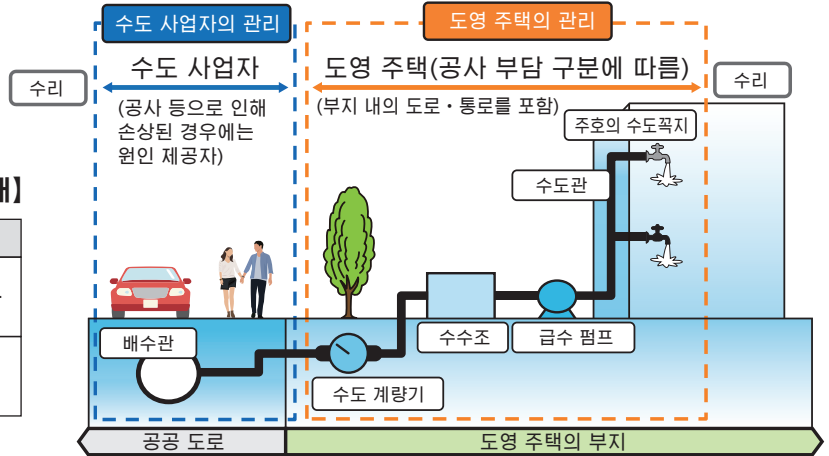 수도 사업자의 관리
도영 주택의 관리
수리
수도 사업자
도영 주택(공사 부담 구분에 따름)
수리
(공사 등으로 인해
손상된 경우에는
원인 제공자)
(부지 내의 도로・통로를 포함)
주호의 수도꼭지
수도관
배수관
수수조
급수 펌프
수도 계량기
공공 도로
도영 주택의 부지